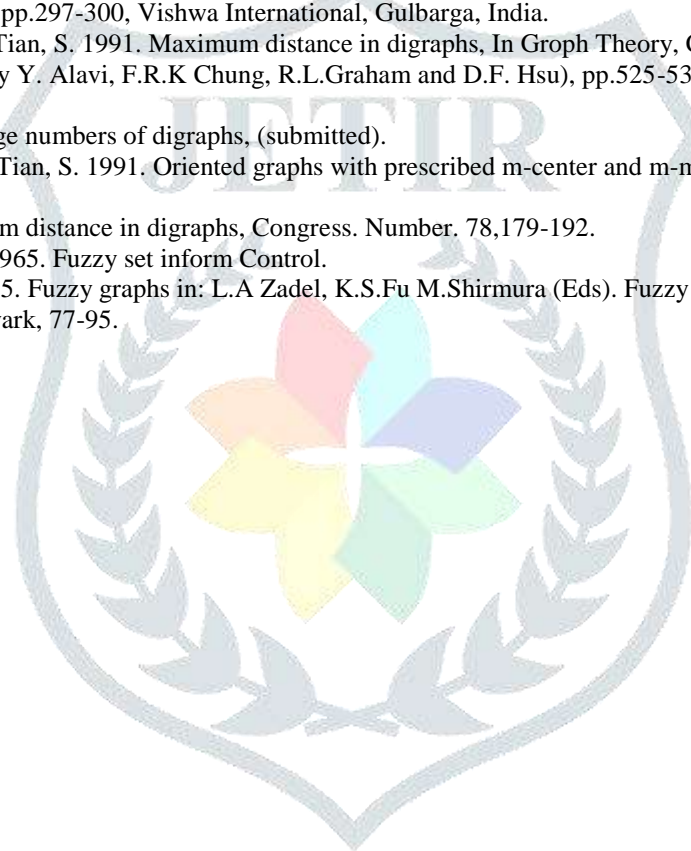 pp.297-300, Vishwa International, Gulbarga, India.
Tian, S. 1991. Maximum distance in digraphs, In Groph Theory,
y Y. Alavi, F.R.K Chung, R.L.Graham and D.F. Hsu), pp.525-53
JETIR
ge numbers of digraphs, (submitted).
Tian, S. 1991. Oriented graphs with prescribed m-center and m-m
m distance in digraphs, Congress. Number. 78,179-192.
965. Fuzzy set inform Control.
5. Fuzzy graphs in: L.A Zadel, K.S.Fu M.Shirmura (Eds). Fuzzy
ark, 77-95.